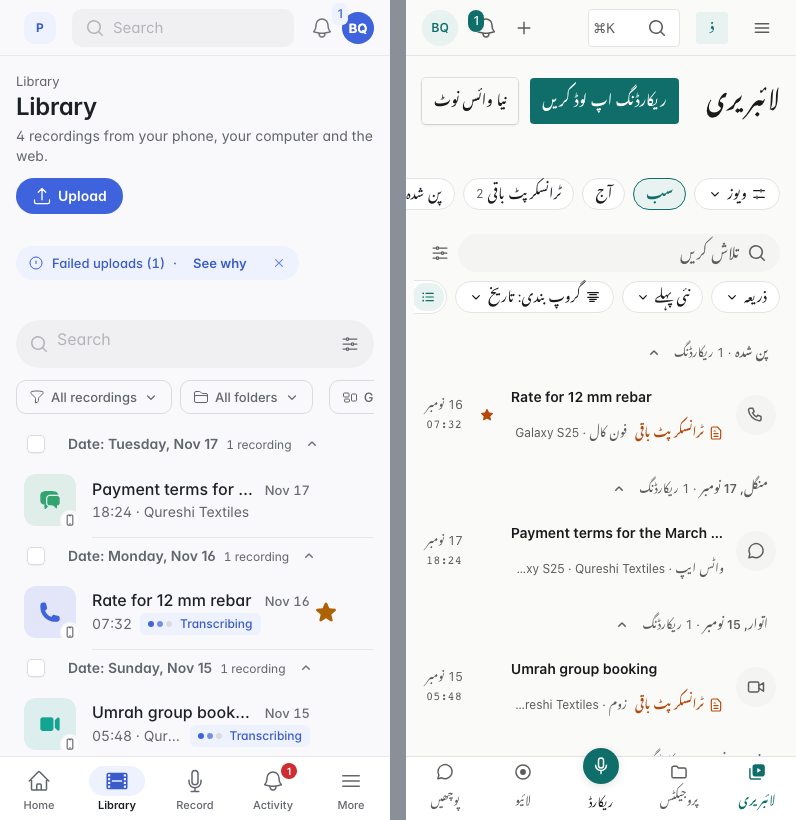 P
Search
1
BQ
Library
Library
4 recordings from your phone, your computer and the
web.
Upload
Failed uploads (1) · See why
Search
All recordings
All folders
G
Date: Tuesday, Nov 17 1 recording
Payment terms for ... Nov 17
18:24 · Qureshi Textiles
Date: Monday, Nov 16 1 recording
Rate for 12 mm rebar Nov 16
07:32 Transcribing
Date: Sunday, Nov 15 1 recording
Umrah group book... Nov 15
05:48 · Qur... Transcribing
Home
Library
Record
1
Activity
More
ڈ
⌘K
1
BQ
لائبریری
ریکارڈنگ اپ لوڈ کریں
نیا وائس نوٹ
ویوز
سب
آج
ٹرانسکرپٹ باقی 2
پن شدہ
تلاش کریں
ذریعہ
نئی پہلے
گروپ بندی: تاریخ
پن شدہ · 1 ریکارڈنگ
Rate for 12 mm rebar
16 نومبر
ٹرانسکرپٹ باقی فون کال · Galaxy S25
07:32
منگل, 17 نومبر · 1 ریکارڈنگ
Payment terms for the March ...
17 نومبر
واٹس ایپ · Qureshi Textiles · xy S25...
18:24
اتوار, 15 نومبر · 1 ریکارڈنگ
Umrah group booking
15 نومبر
ٹرانسکرپٹ باقی زوم · reshi Textiles...
05:48
لائبریری
پروجیکٹس
ریکارڈ
لائیو
پوچھیں